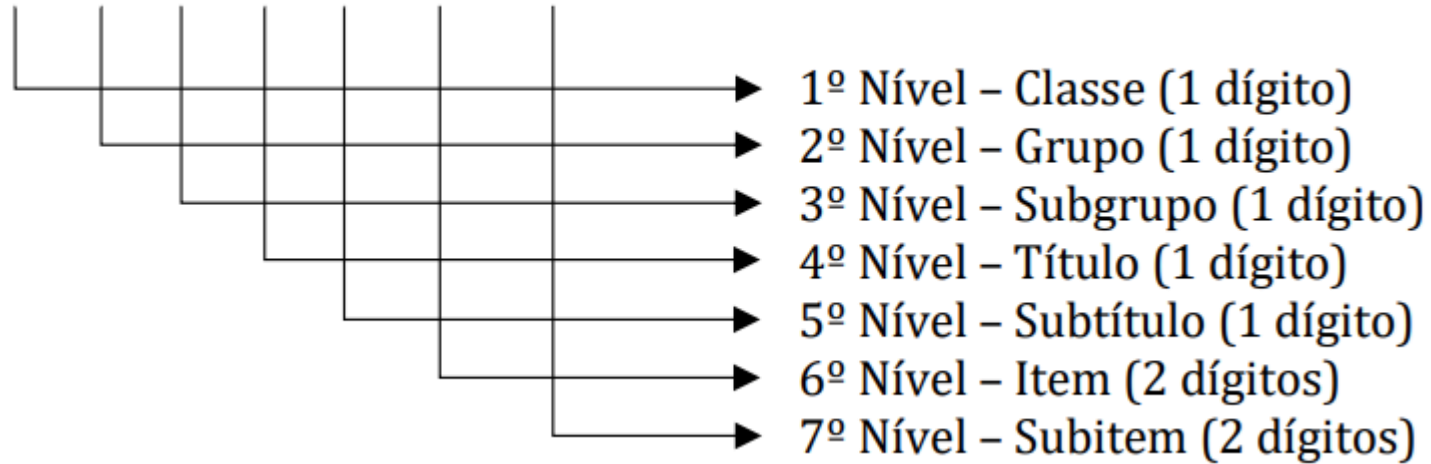 1º Nível – Classe (1 dígito)
2º Nível – Grupo (1 dígito)
3º Nível – Subgrupo (1 dígito)
4º Nível – Título (1 dígito)
5º Nível – Subtítulo (1 dígito)
6º Nível – Item (2 dígitos)
7º Nível – Subitem (2 dígitos)